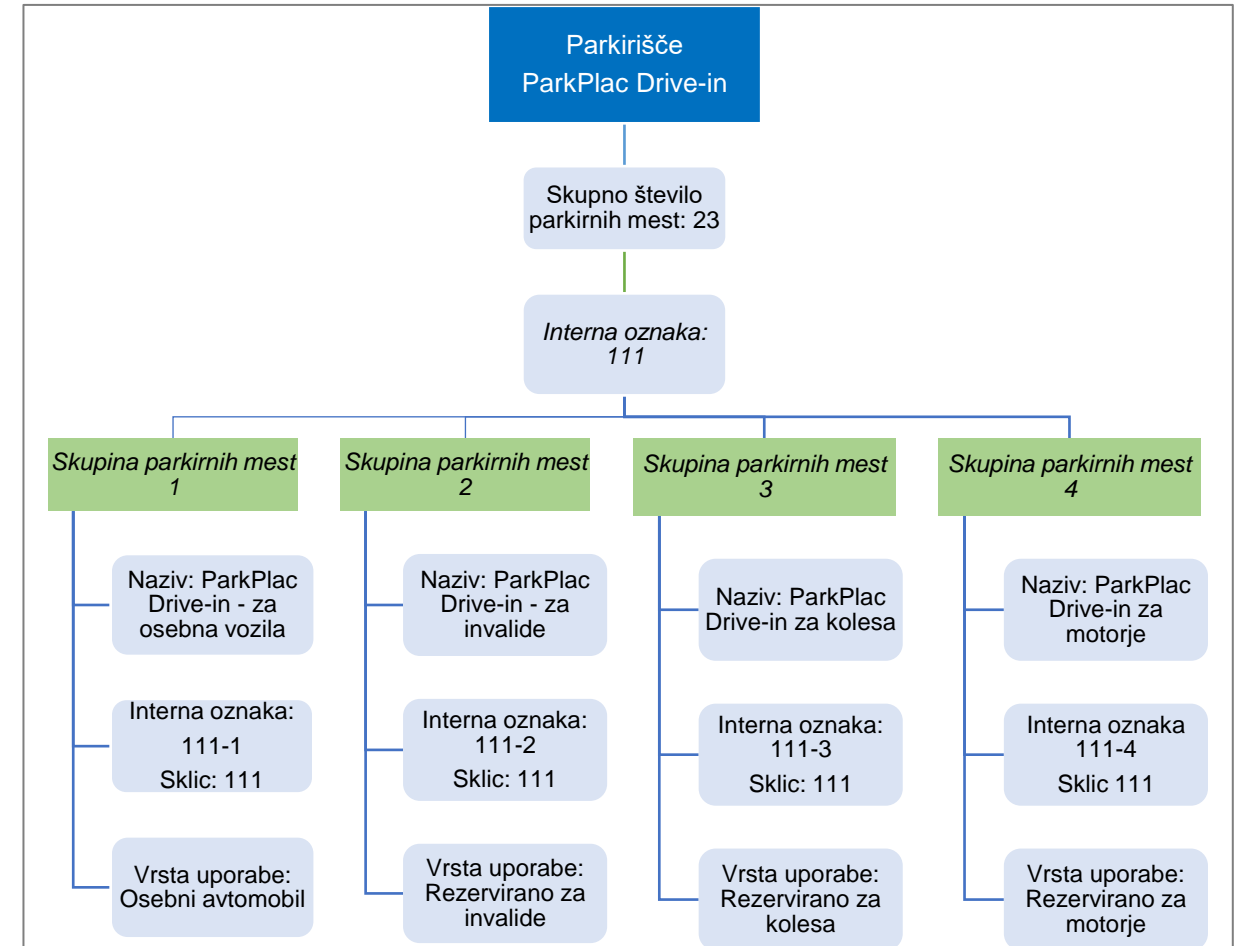 Parkirišče
ParkPlac Drive-in
Skupno število
parkirnih mest: 23
Interna oznaka:
111
Skupina parkirnih mest
1
Skupina parkirnih mest
2
Skupina parkirnih mest
3
Skupina parkirnih mest
4
Naziv: ParkPlac
Drive-in - za
osebna vozila
Naziv: ParkPlac
Drive-in - za
invalide
Naziv: ParkPlac
Drive-in za kolesa
Naziv: ParkPlac
Drive-in za
motorje
Interna oznaka:
111-1
Sklic: 111
Interna oznaka:
111-2
Sklic: 111
Interna oznaka:
111-3
Sklic: 111
Interna oznaka
111-4
Sklic 111
Vrsta uporabe:
Osebni avtomobil
Vrsta uporabe:
Rezervirano za
invalide
Vrsta uporabe:
Rezervirano za
kolesa
Vrsta uporabe:
Rezervirano za
motorje